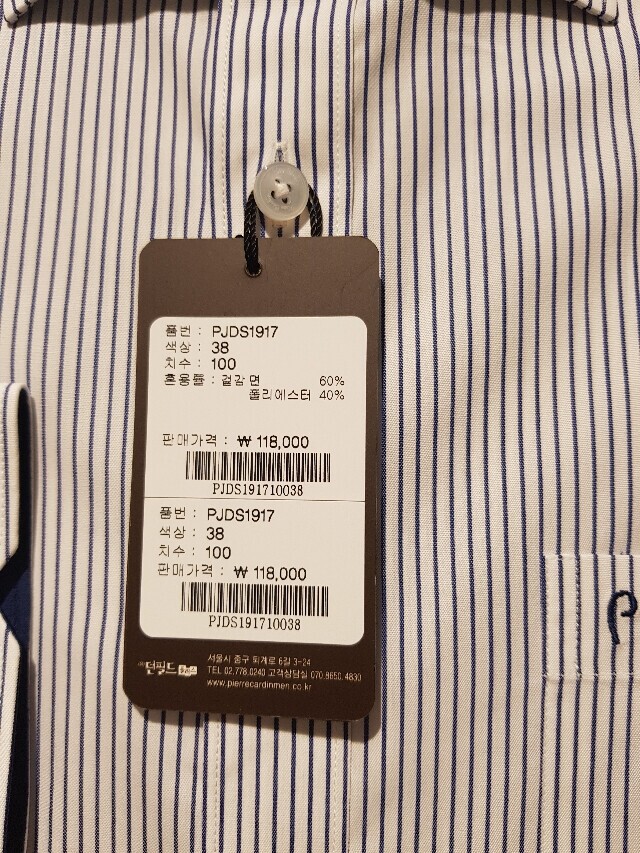 품번 : PJDS1917
색상 : 38
치수 : 100
혼용률 : 겉감 면 60%
폴리에스터 40%
판매가격 : ₩ 118,000
PJDS191710038
품번 : PJDS1917
색상 : 38
치수 : 100
판매가격 : ₩ 118,000
PJDS191710038
던필드
서울시 중구 퇴계로 6길 3-24
TEL 02.778.0240 고객상담실 070.8650.4830
www.pierrecardinmen.co.kr